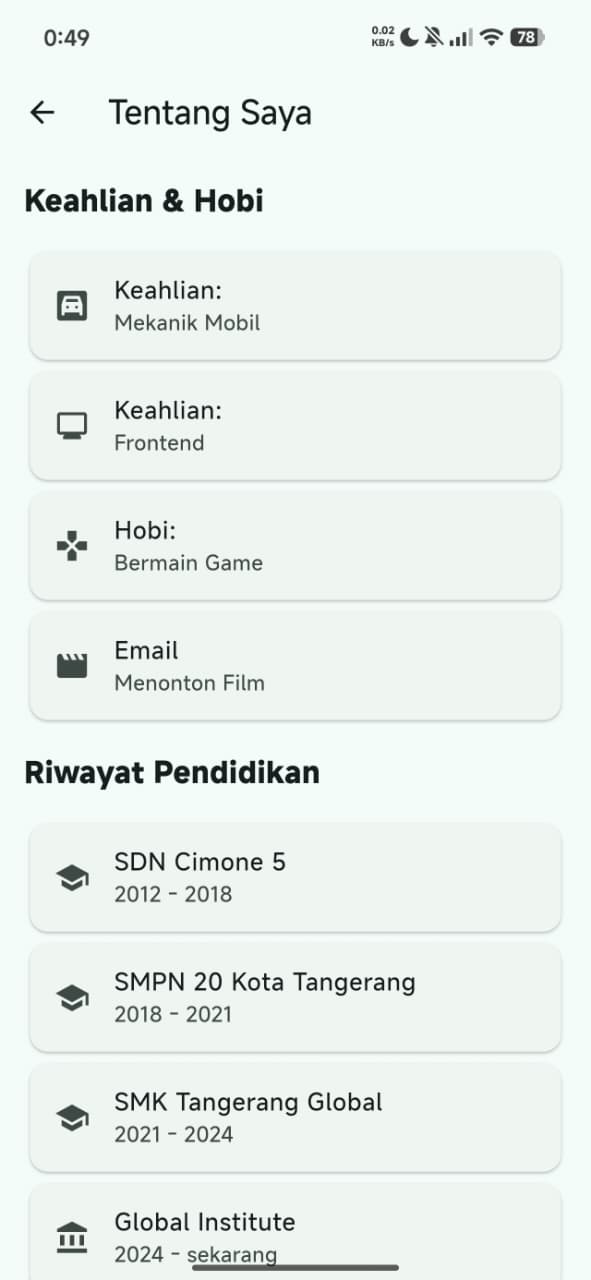 0:49
0.02
KB/s
78
Tentang Saya
Keahlian & Hobi
Keahlian:
Mekanik Mobil
Keahlian:
Frontend
Hobi:
Bermain Game
Email
Menonton Film
Riwayat Pendidikan
SDN Cimone 5
2012 - 2018
SMPN 20 Kota Tangerang
2018 - 2021
SMK Tangerang Global
2021 - 2024
Global Institute
2024 - sekarang